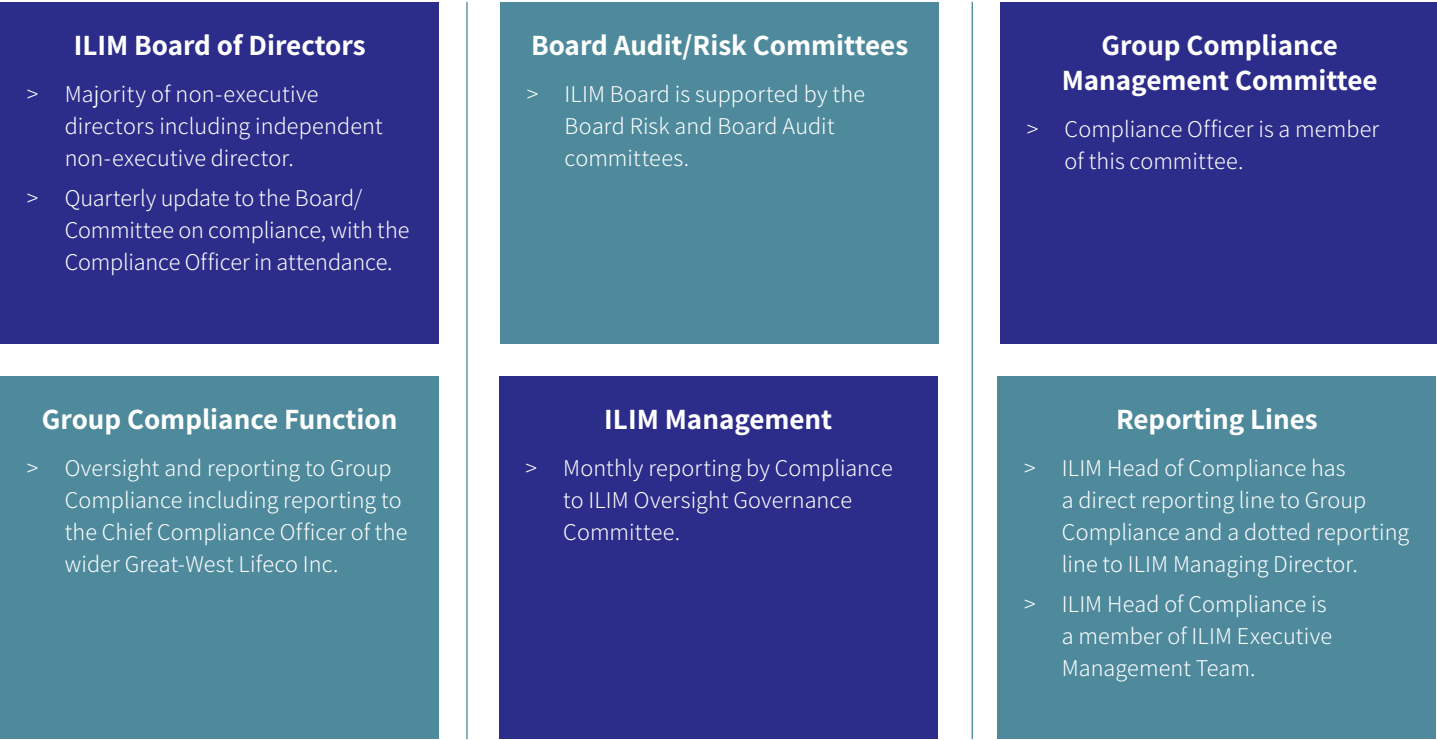 ILIM Board of Directors
> Majority of non-executive
directors including independent
non-executive director.
> Quarterly update to the Board/
Committee on compliance, with the
Compliance Officer in attendance.
Board Audit/Risk Committees
> ILIM Board is supported by the
Board Risk and Board Audit
committees.
Group Compliance
Management Committee
> Compliance Officer is a member
of this committee.
Group Compliance Function
> Oversight and reporting to Group
Compliance including reporting to
the Chief Compliance Officer of the
wider Great-West Lifeco Inc.
ILIM Management
> Monthly reporting by Compliance
to ILIM Oversight Governance
Committee.
Reporting Lines
> ILIM Head of Compliance has
a direct reporting line to Group
Compliance and a dotted reporting
line to ILIM Managing Director.
> ILIM Head of Compliance is
a member of ILIM Executive
Management Team.